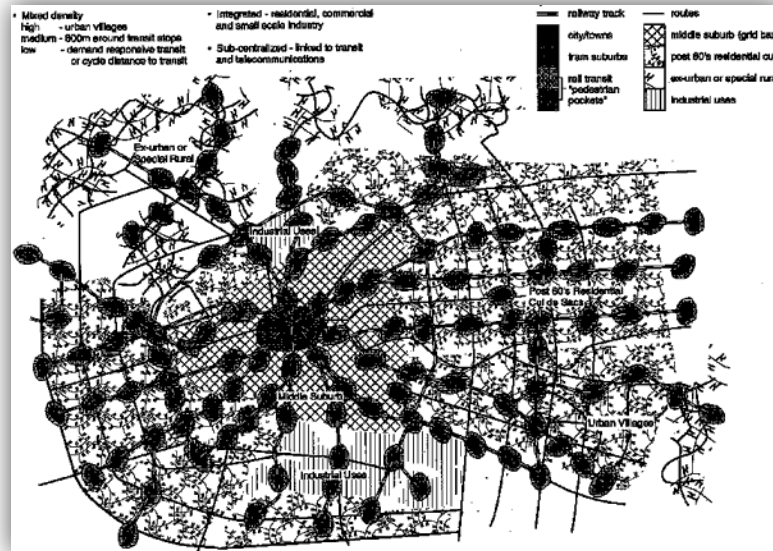 • Mixed density
high - urban villages
medium - 800m around transit stops
low - demand responsive transit
or cycle distance to transit
• Integrated - residential, commercial
and small scale industry
• Sub-centralized - linked to transit
and telecommunications
railway track
city/towns
tram suburbs
rail transit
"pedestrian
pockets"
routes
middle suburb (grid ba
post 60's residential cu
ex-urban or special rura
industrial uses
Ex-urban or
Special Rural
Industrial Uses
Post 60's Residential
Cul de Sacs
Middle Suburb
Urban Villages
Industrial Uses